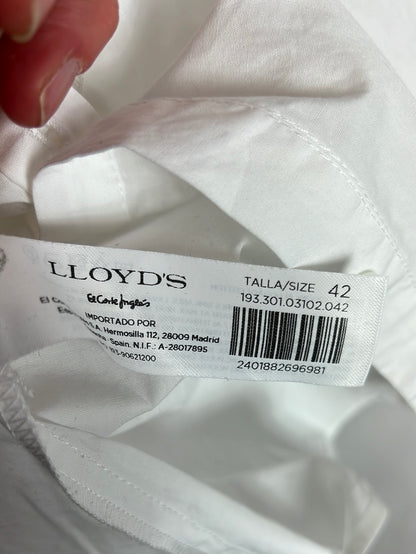 LLOYD'S
El Corte Inglés
IMPORTADO POR
S.A. Hermosilla 112, 28009 Madrid
Spain. N.I.F.: A-28017895
-90621200
TALLA/SIZE 42
193.301.03102.042
2401882696981